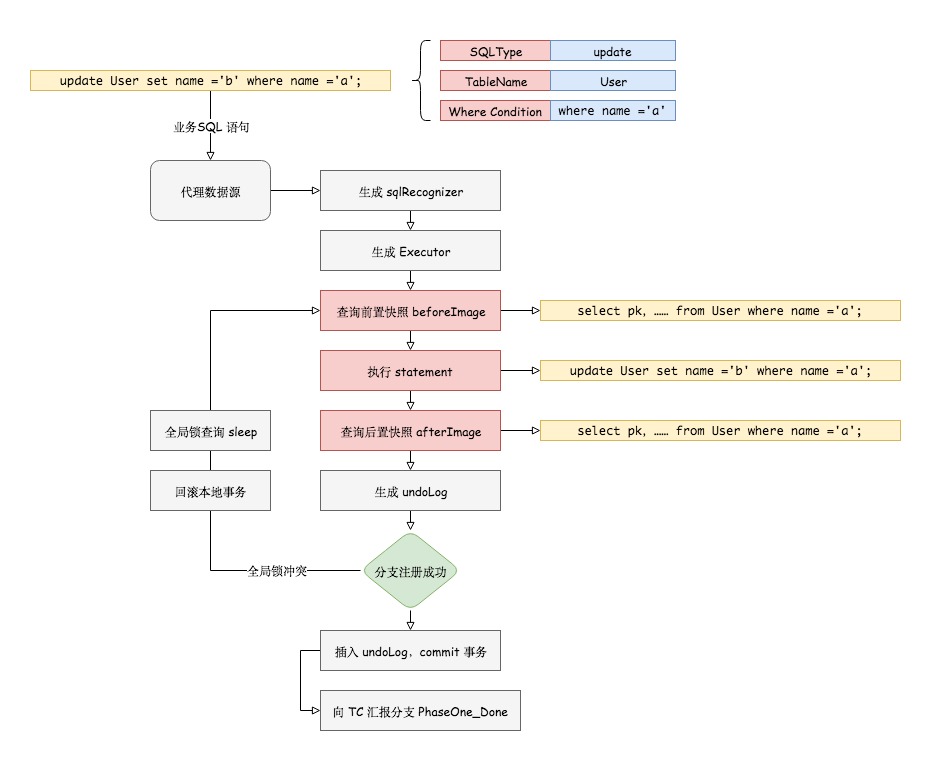 SQLType
update
update User set name ='b' where name ='a';
TableName
User
Where Condition
where name ='a'
业务SQL 语句
代理数据源
生成 sqlRecognizer
生成 Executor
查询前置快照 beforeImage
select pk, …… from User where name ='a';
执行 statement
update User set name ='b' where name ='a';
全局锁查询 sleep
查询后置快照 afterImage
select pk, …… from User where name ='a';
回滚本地事务
生成 undoLog
全局锁冲突
分支注册成功
插入 undoLog, commit 事务
向 TC 汇报分支 PhaseOne_Done